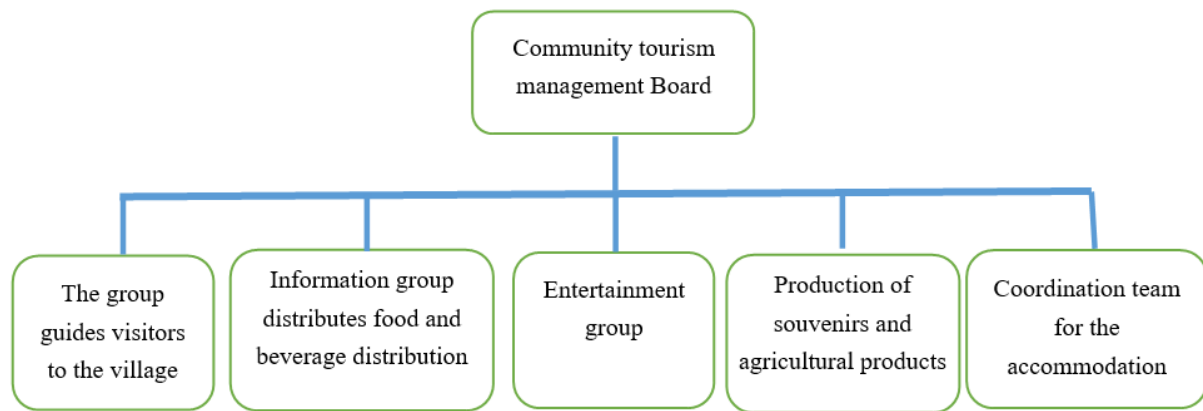 Community tourism
management Board
The group
guides visitors
to the village
Information group
distributes food and
beverage distribution
Entertainment
group
Production of
souvenirs and
agricultural products
Coordination team
for the
accommodation